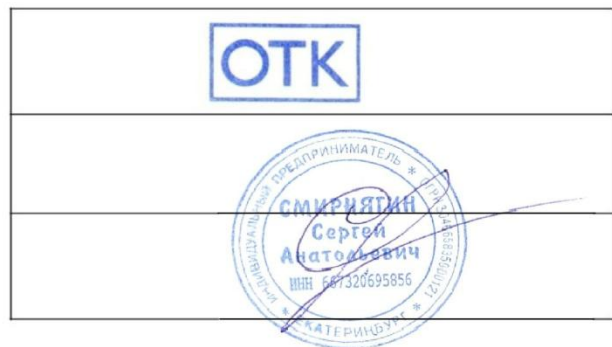 ОТК
ИНДИВИДУАЛЬНЫЙ ПРЕДПРИНИМАТЕЛЬ
СМИРНЯГИН
Сергей
Анатольевич
ИНН 667320695856
* ЕКАТЕРИНБУРГ *